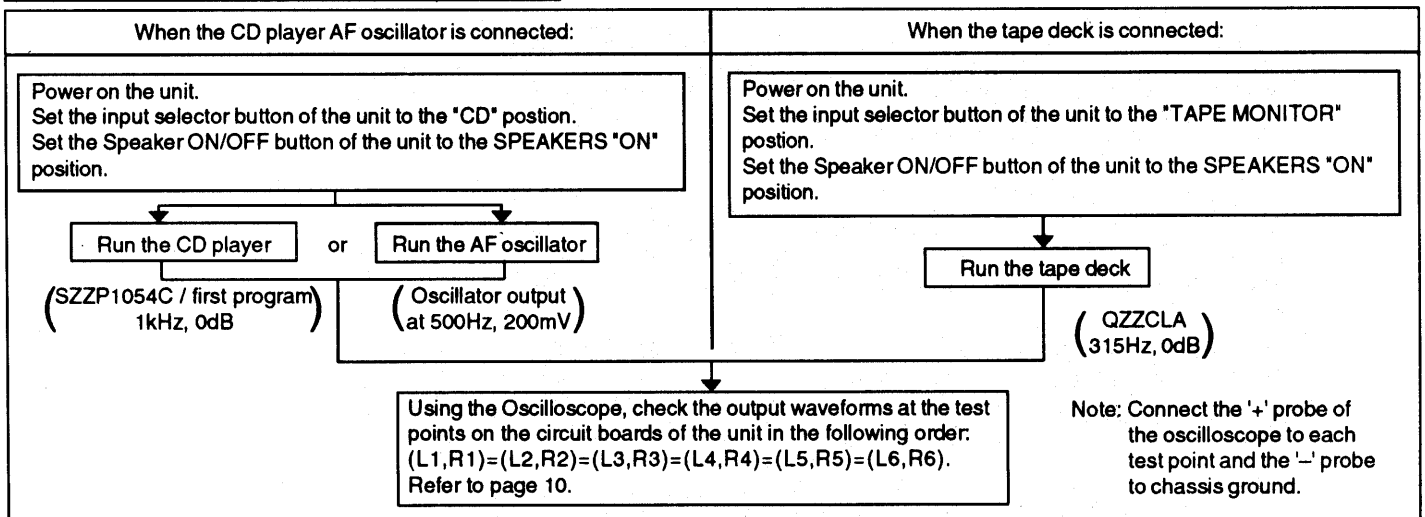 When the CD player AF oscillator is connected:
Power on the unit.
Set the input selector button of the unit to the "CD" postion.
Set the Speaker ON/OFF button of the unit to the SPEAKERS "ON"
position.
Run the CD player
or
Run the AF oscillator
(SZZP1054C / first program)
1kHz, 0dB
(Oscillator output
at 500Hz, 200mV)
When the tape deck is connected:
Power on the unit.
Set the input selector button of the unit to the "TAPE MONITOR"
postion.
Set the Speaker ON/OFF button of the unit to the SPEAKERS "ON"
position.
Run the tape deck
(QZZCLA
315Hz, 0dB)
Using the Oscilloscope, check the output waveforms at the test
points on the circuit boards of the unit in the following order:
(L1,R1)=(L2,R2)=(L3,R3)=(L4,R4)=(L5,R5)=(L6,R6).
Refer to page 10.
Note: Connect the '+' probe of
the oscilloscope to each
test point and the '–' probe
to chassis ground.